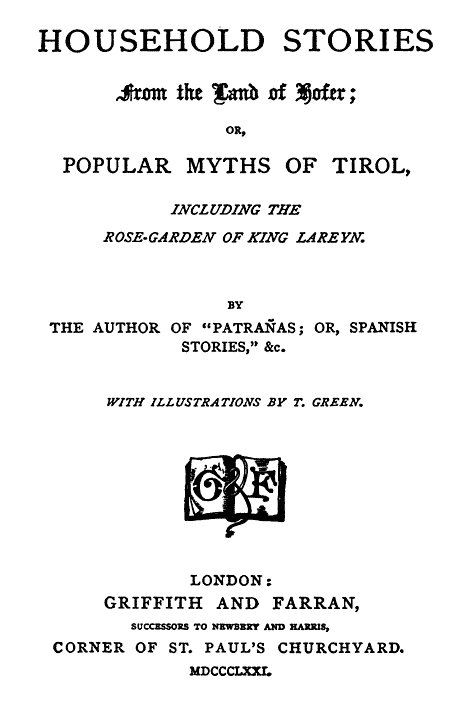 HOUSEHOLD STORIES
From the Land of Hofer;
OR,
POPULAR MYTHS OF TIROL,
INCLUDING THE
ROSE-GARDEN OF KING LAREYN.
BY
THE AUTHOR OF “PATRAÑAS; OR, SPANISH
STORIES,” &c.
WITH ILLUSTRATIONS BY T. GREEN.
G & F
LONDON:
GRIFFITH AND FARRAN,
SUCCESSORS TO NEWBERY AND HARRIS,
CORNER OF ST. PAUL’S CHURCHYARD.
MDCCCLXXI.